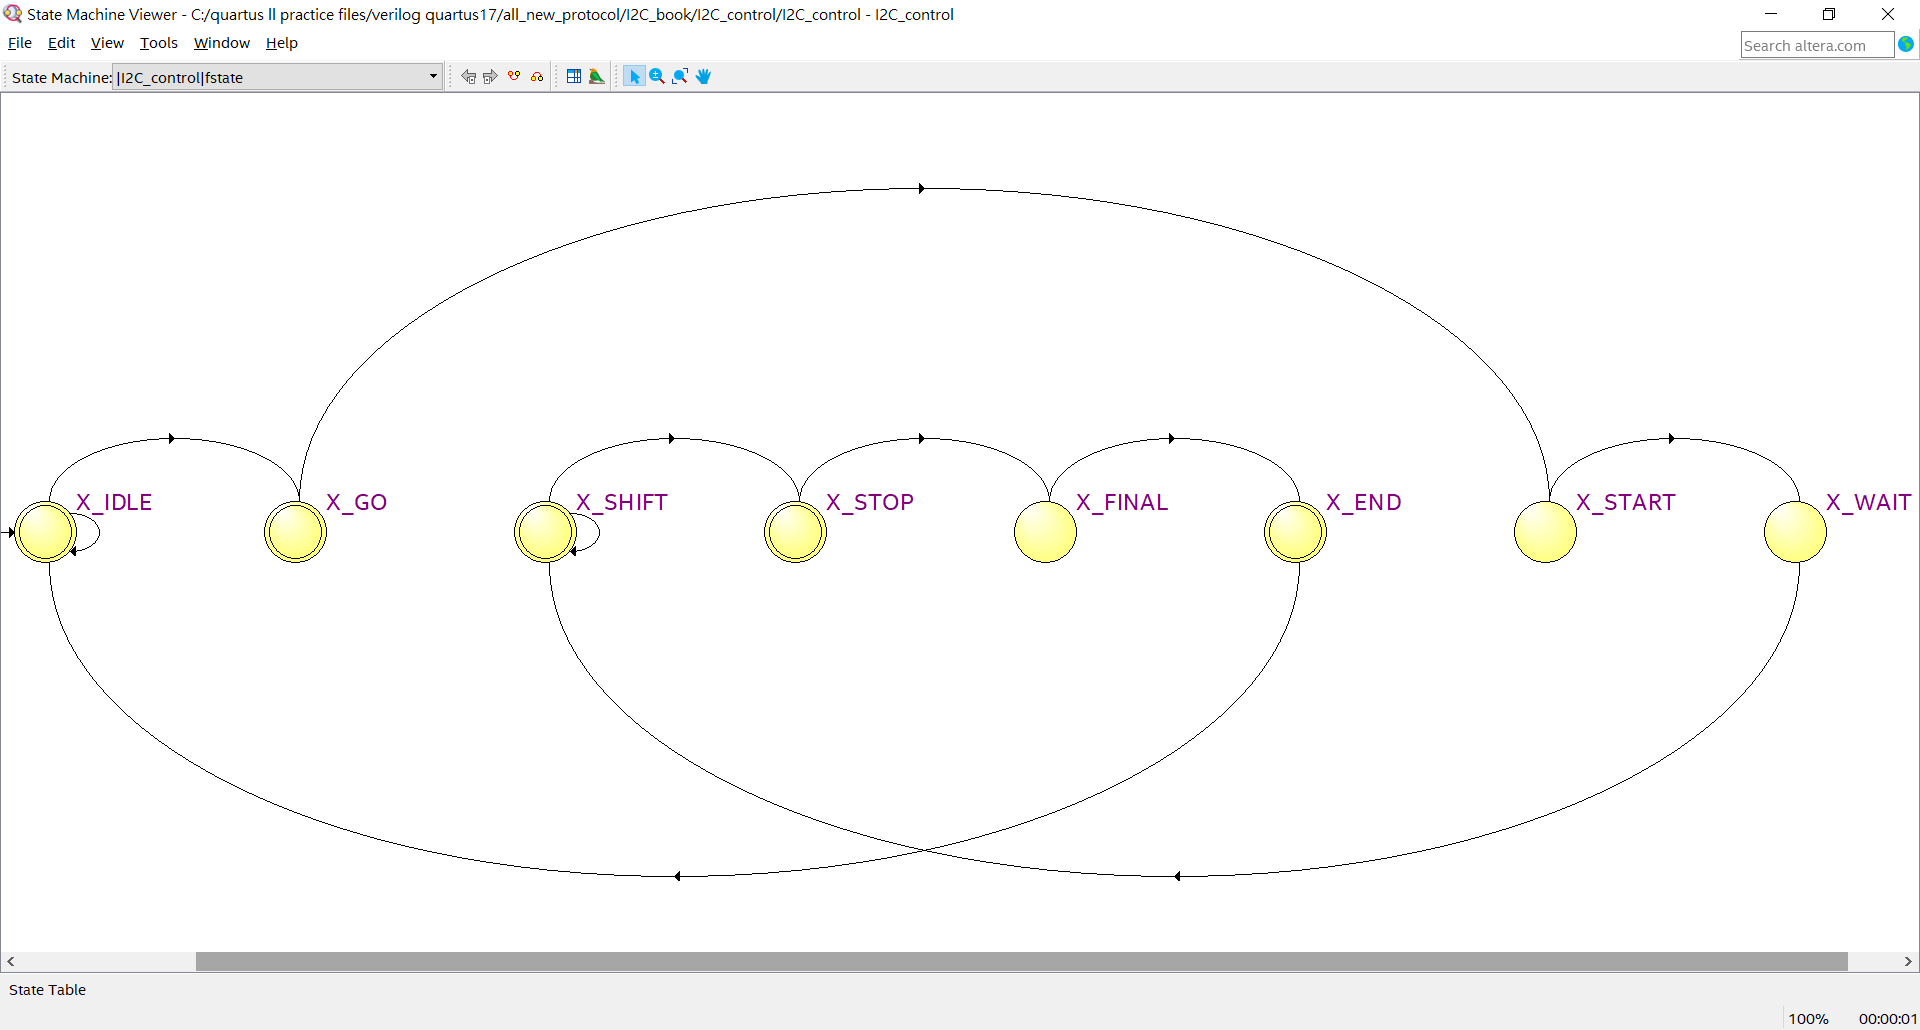 State Machine Viewer - C:/quartus ll practice files/verilog quartus17/all_new_protocol/I2C_book/I2C_control/I2C_control - I2C_control
File Edit View Tools Window Help
Search altera.com
State Machine: |I2C_control|fstate
X_IDLE X_GO X_SHIFT X_STOP X_FINAL X_END X_START X_WAIT
State Table
100% 00:00:01